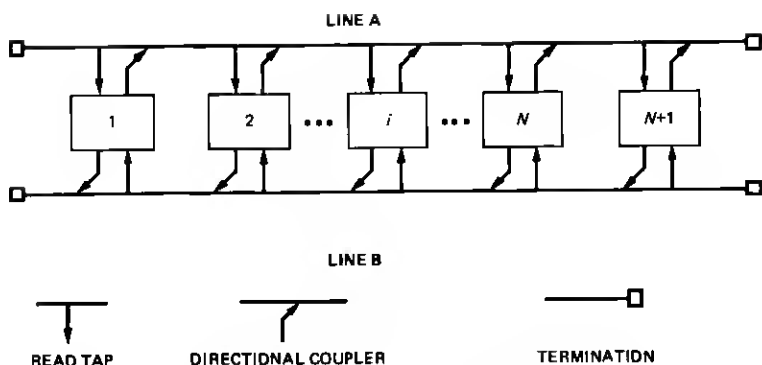 LINE A
1 2 ••• i ••• N N+1
LINE B
READ TAP DIRECTIONAL COUPLER TERMINATION